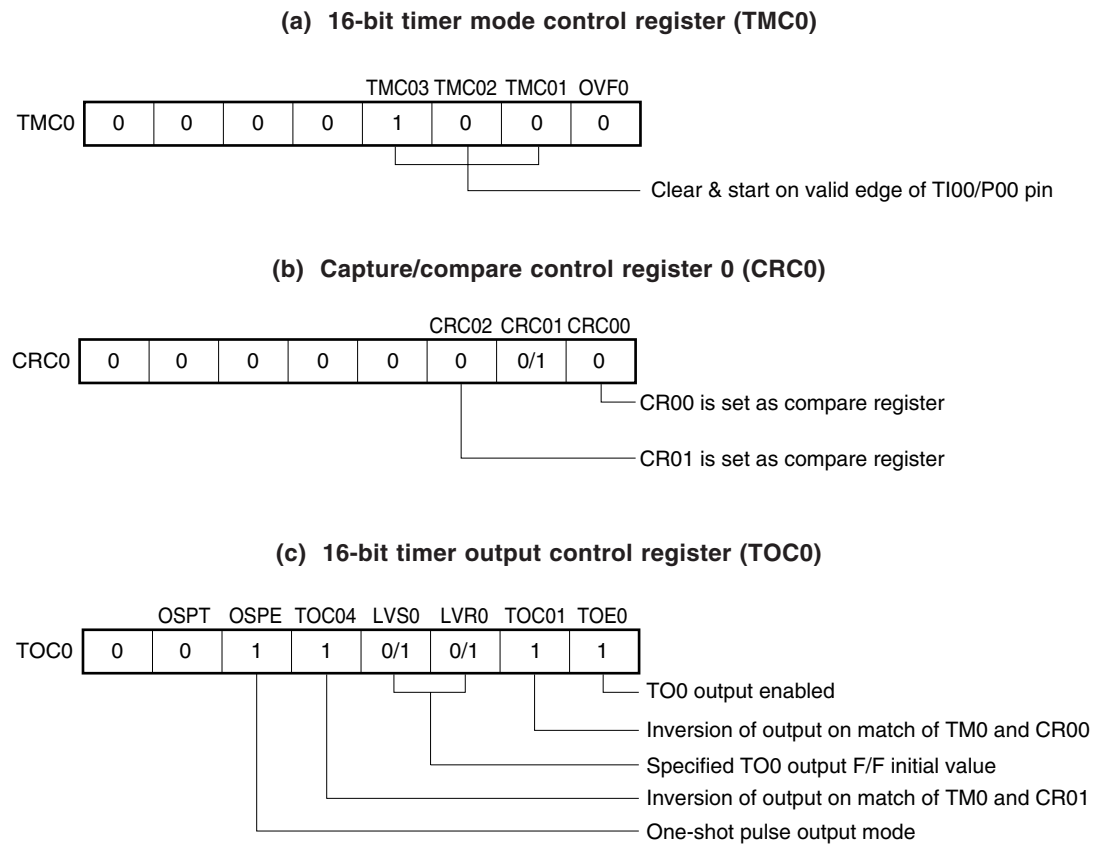 (a) 16-bit timer mode control register (TMC0)
TMC03 TMC02 TMC01 OVF0
TMC0 0 0 0 0 1 0 0 0
Clear & start on valid edge of TI00/P00 pin
(b) Capture/compare control register 0 (CRC0)
CRC02 CRC01 CRC00
CRC0 0 0 0 0 0 0 0/1 0
CR00 is set as compare register
CR01 is set as compare register
(c) 16-bit timer output control register (TOC0)
OSPT OSPE TOC04 LVS0 LVR0 TOC01 TOE0
TOC0 0 0 1 1 0/1 0/1 1 1
TO0 output enabled
Inversion of output on match of TM0 and CR00
Specified TO0 output F/F initial value
Inversion of output on match of TM0 and CR01
One-shot pulse output mode